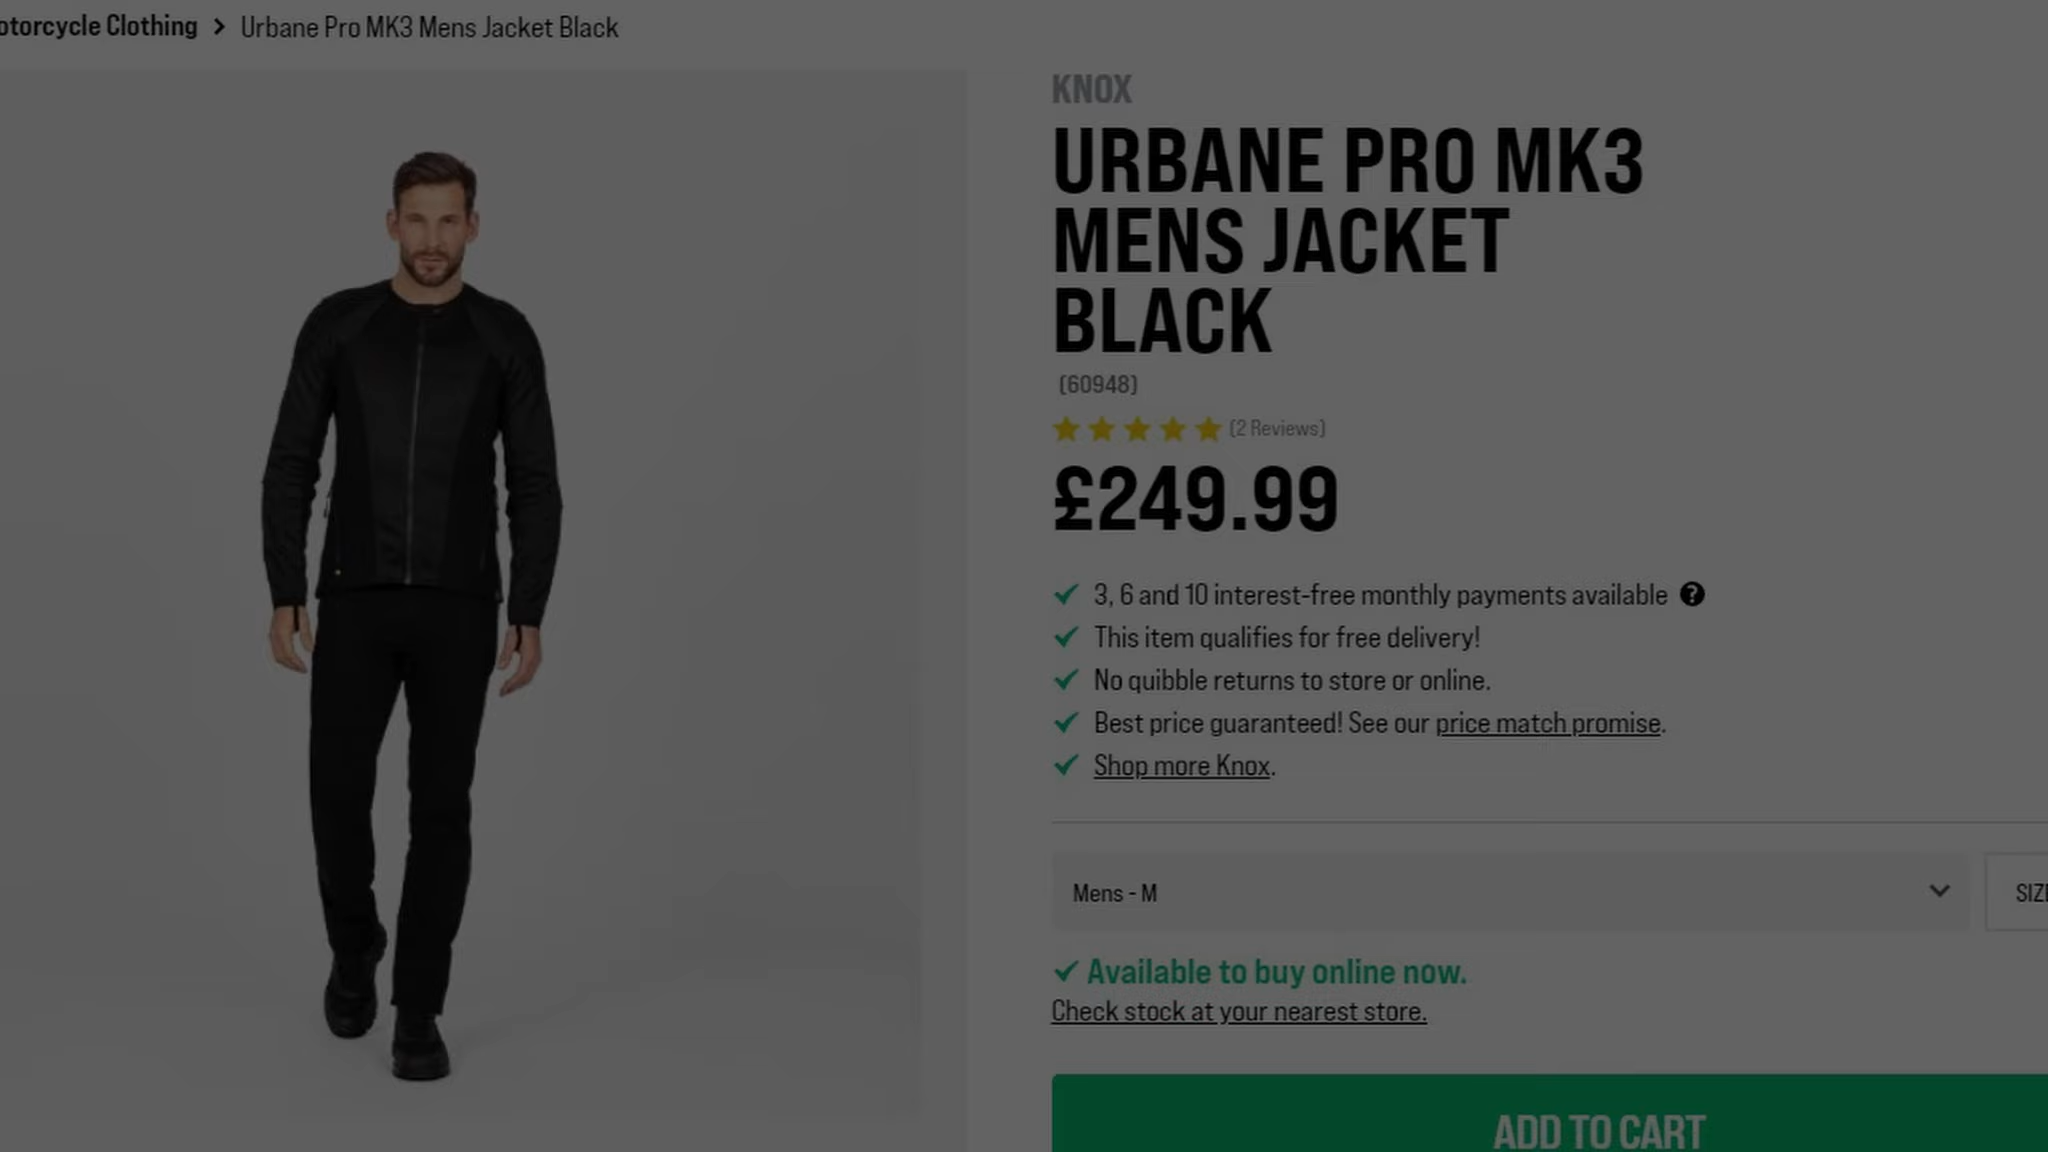 otorcycle Clothing > Urbane Pro MK3 Mens Jacket Black
KNOX
URBANE PRO MK3
MENS JACKET
BLACK
(60948)
(2 Reviews)
£249.99
3, 6 and 10 interest-free monthly payments available ?
This item qualifies for free delivery!
No quibble returns to store or online.
Best price guaranteed! See our price match promise.
Shop more Knox.
Mens - M
SIZE
Available to buy online now.
Check stock at your nearest store.
ADD TO CART